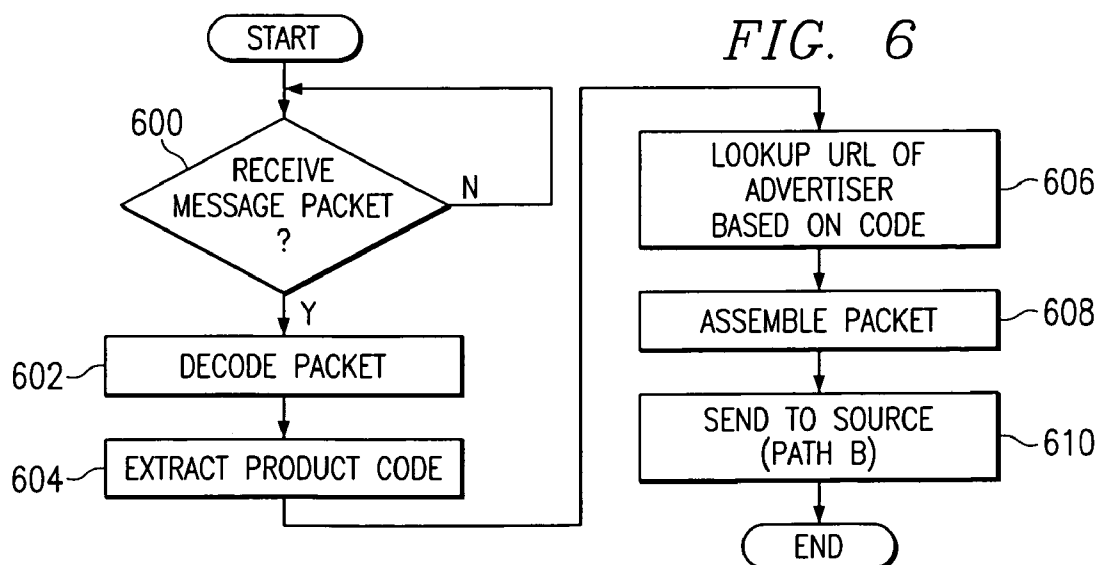 FIG. 6
START
600
RECEIVE
MESSAGE PACKET
?
N
Y
602
DECODE PACKET
604
EXTRACT PRODUCT CODE
LOOKUP URL OF
ADVERTISER
BASED ON CODE
606
ASSEMBLE PACKET
608
SEND TO SOURCE
(PATH B)
610
END